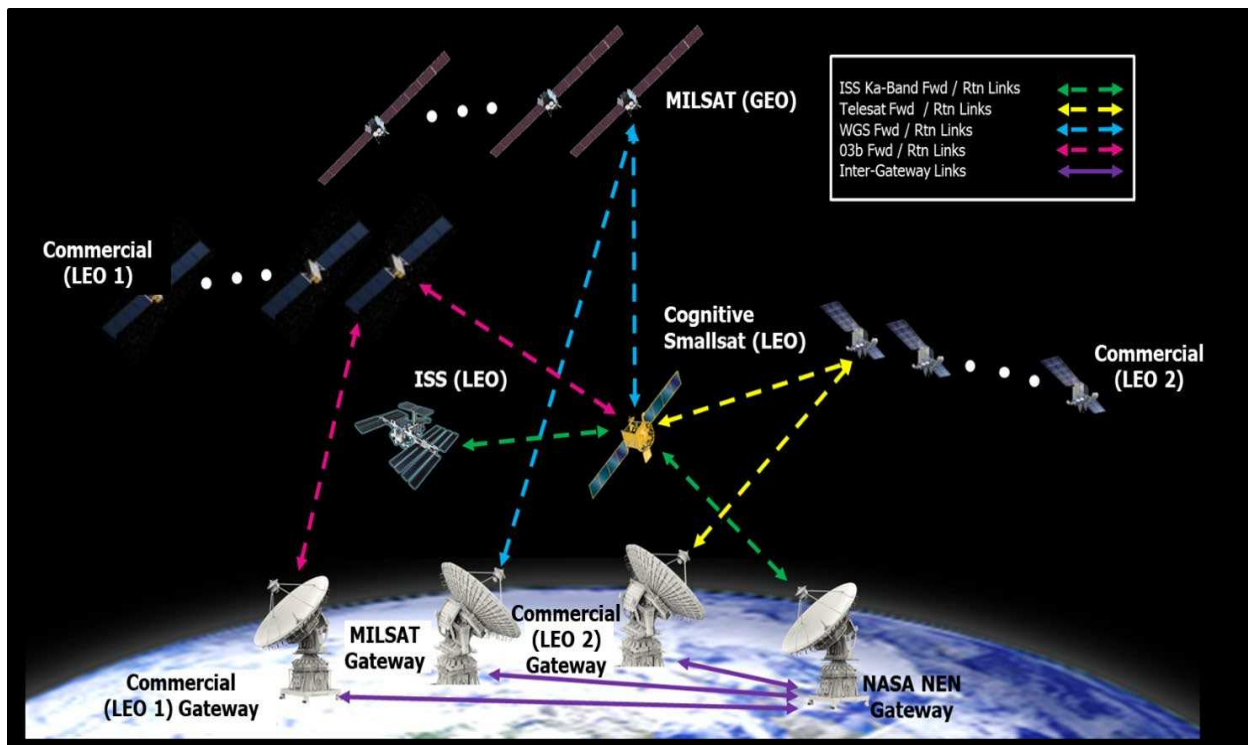 MILSAT (GEO)
ISS Ka-Band Fwd / Rtn Links
Telesat Fwd / Rtn Links
WGS Fwd / Rtn Links
03b Fwd / Rtn Links
Inter-Gateway Links
Commercial
(LEO 1)
Cognitive
Smallsat (LEO)
Commercial
(LEO 2)
ISS (LEO)
Commercial
(LEO 2)
Gateway
MILSAT
Gateway
Commercial
(LEO 1) Gateway
NASA NEN
Gateway